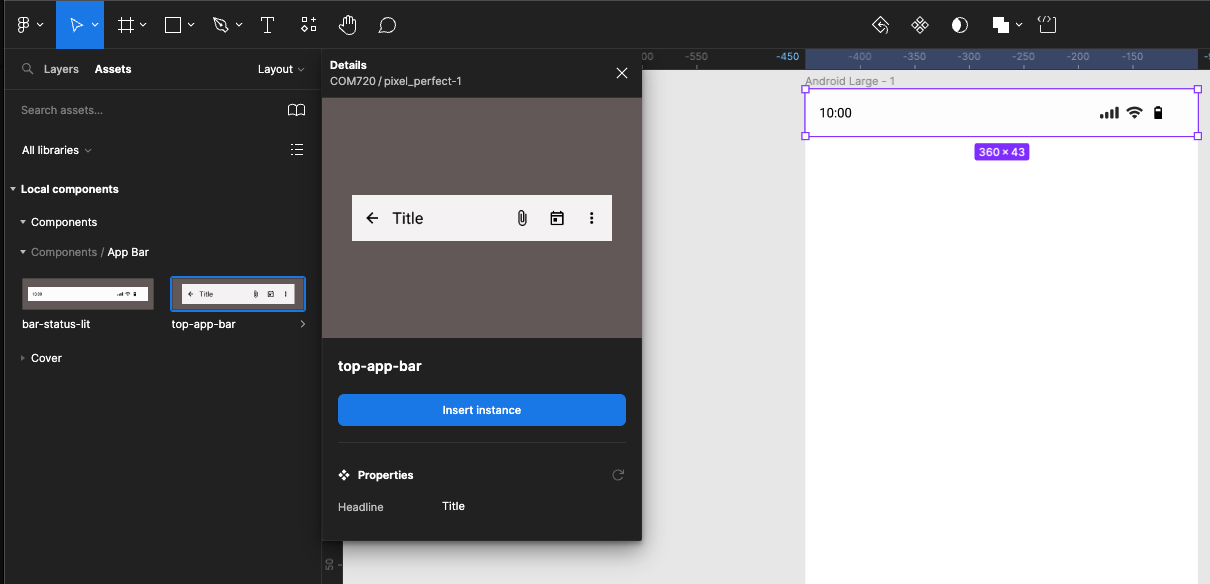 Layers Assets Layout
Search assets...
All libraries
Local components
Components
Components / App Bar
10:00
Title
bar-status-lit
top-app-bar
Cover
Details
COM720 / pixel_perfect-1
Title
top-app-bar
Insert instance
Properties
Headline Title
00 -550 -450 -400 -350 -300 -250 -200 -150
Android Large - 1
10:00
360 × 43
50